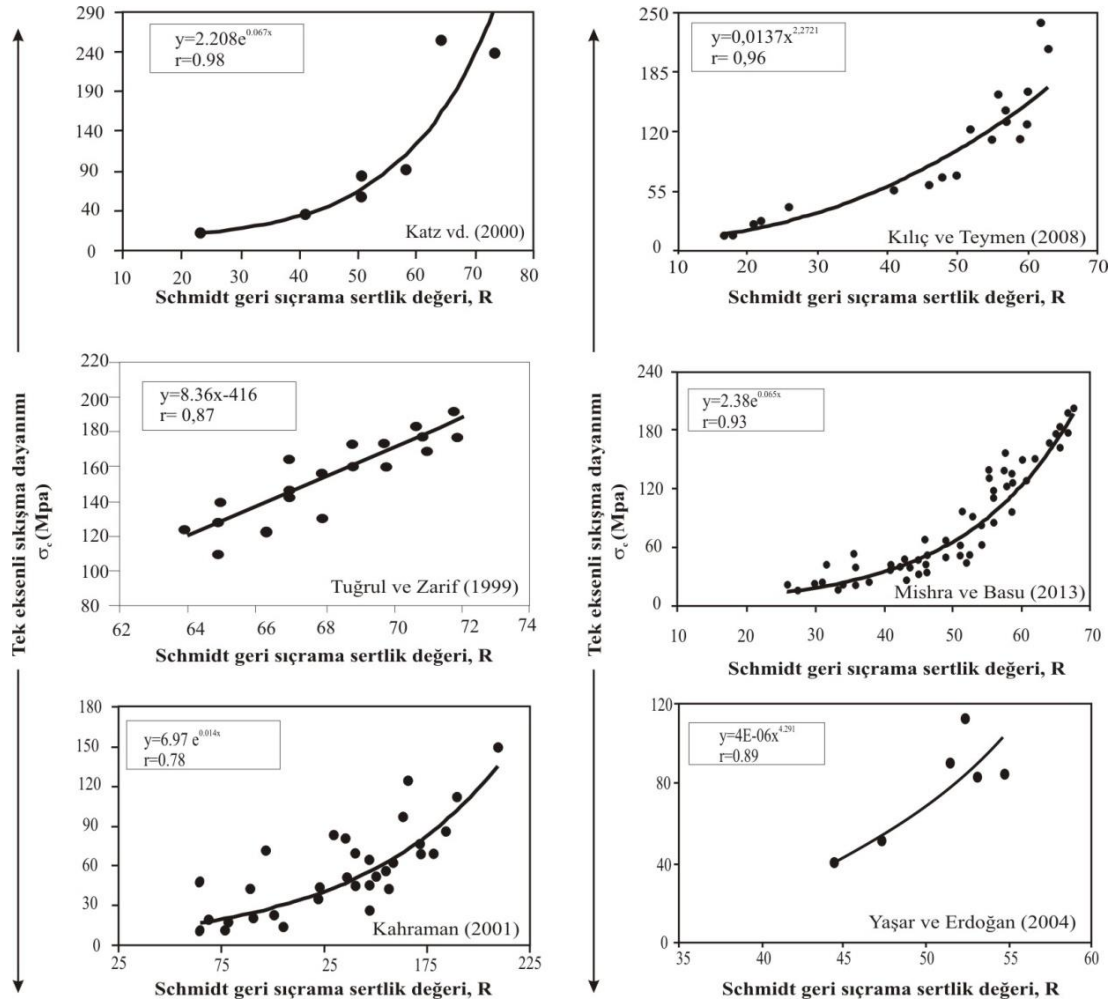 Tek eksenli sıkışma dayanımı
σc (Mpa)
290
240
190
140
90
40
0
y=2.208e^0.067x
r=0.98
Katz vd. (2000)
10 20 30 40 50 60 70 80
Schmidt geri sıçrama sertlik değeri, R
220
200
180
160
140
120
100
80
y=8.36x-416
r= 0,87
Tuğrul ve Zarif (1999)
62 64 66 68 70 72 74
Schmidt geri sıçrama sertlik değeri, R
180
150
120
90
60
30
0
y=6.97 e^0.014x
r=0.78
Kahraman (2001)
25 75 25 175 225
Schmidt geri sıçrama sertlik değeri, R
Tek eksenli sıkışma dayanımı
σc (Mpa)
250
185
120
55
0
y=0,0137x^2,2721
r= 0,96
Kılıç ve Teymen (2008)
10 20 30 40 50 60 70
Schmidt geri sıçrama sertlik değeri, R
240
180
120
60
0
y=2.38e^0.065x
r=0.93
Mishra ve Basu (2013)
10 20 30 40 50 60 70
Schmidt geri sıçrama sertlik değeri, R
120
80
40
0
y=4E-06x^4.291
r=0.89
Yaşar ve Erdoğan (2004)
35 40 45 50 55 60
Schmidt geri sıçrama sertlik değeri, R